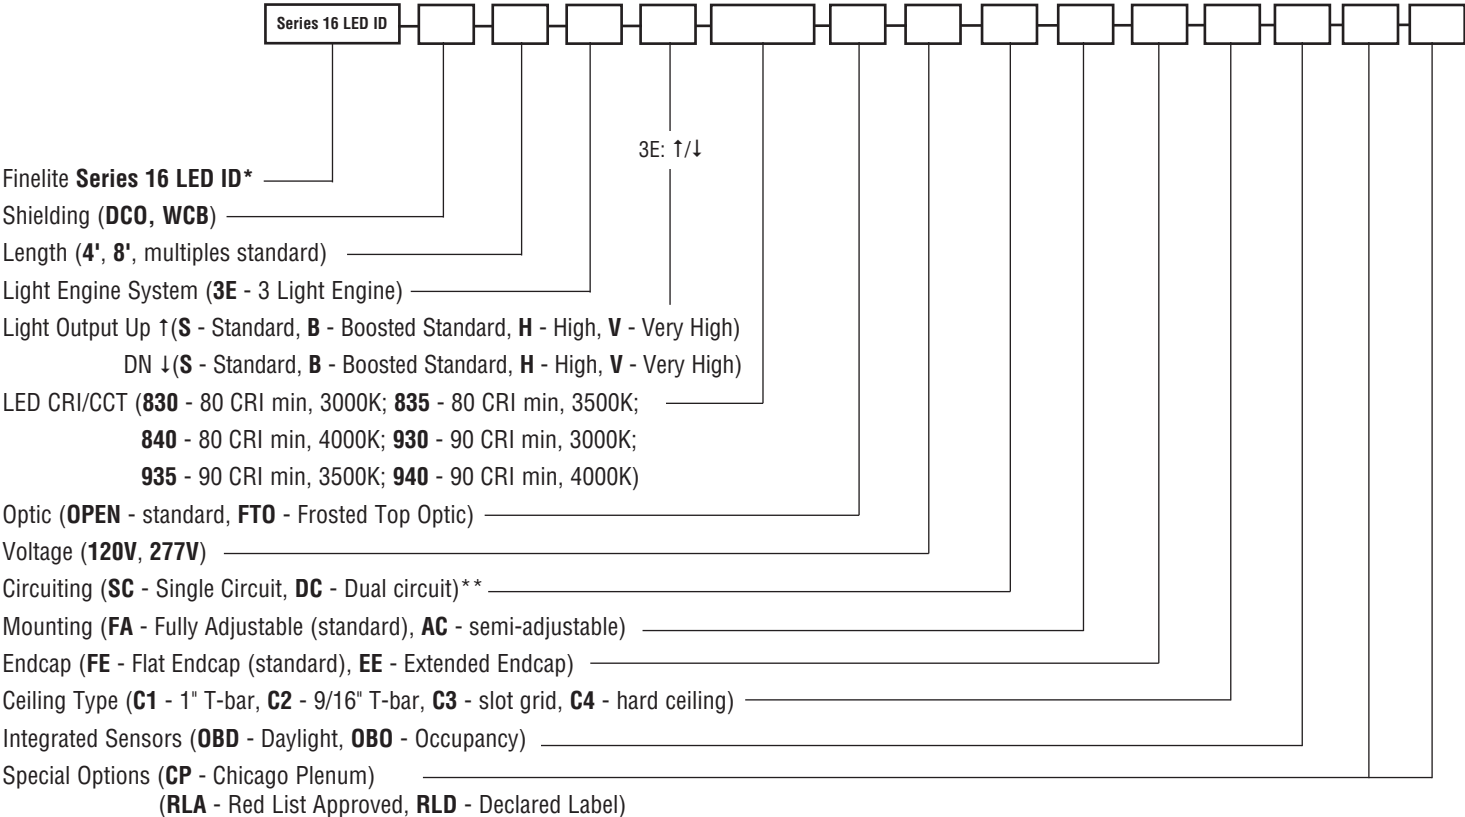 Series 16 LED ID
3E: ↑/↓
Finelite Series 16 LED ID*
Shielding (DCO, WCB)
Length (4', 8', multiples standard)
Light Engine System (3E - 3 Light Engine)
Light Output Up ↑(S - Standard, B - Boosted Standard, H - High, V - Very High)
DN ↓(S - Standard, B - Boosted Standard, H - High, V - Very High)
LED CRI/CCT (830 - 80 CRI min, 3000K; 835 - 80 CRI min, 3500K;
840 - 80 CRI min, 4000K; 930 - 90 CRI min, 3000K;
935 - 90 CRI min, 3500K; 940 - 90 CRI min, 4000K)
Optic (OPEN - standard, FTO - Frosted Top Optic)
Voltage (120V, 277V)
Circuiting (SC - Single Circuit, DC - Dual circuit)**
Mounting (FA - Fully Adjustable (standard), AC - semi-adjustable)
Endcap (FE - Flat Endcap (standard), EE - Extended Endcap)
Ceiling Type (C1 - 1" T-bar, C2 - 9/16" T-bar, C3 - slot grid, C4 - hard ceiling)
Integrated Sensors (OBD - Daylight, OBO - Occupancy)
Special Options (CP - Chicago Plenum)
(RLA - Red List Approved, RLD - Declared Label)